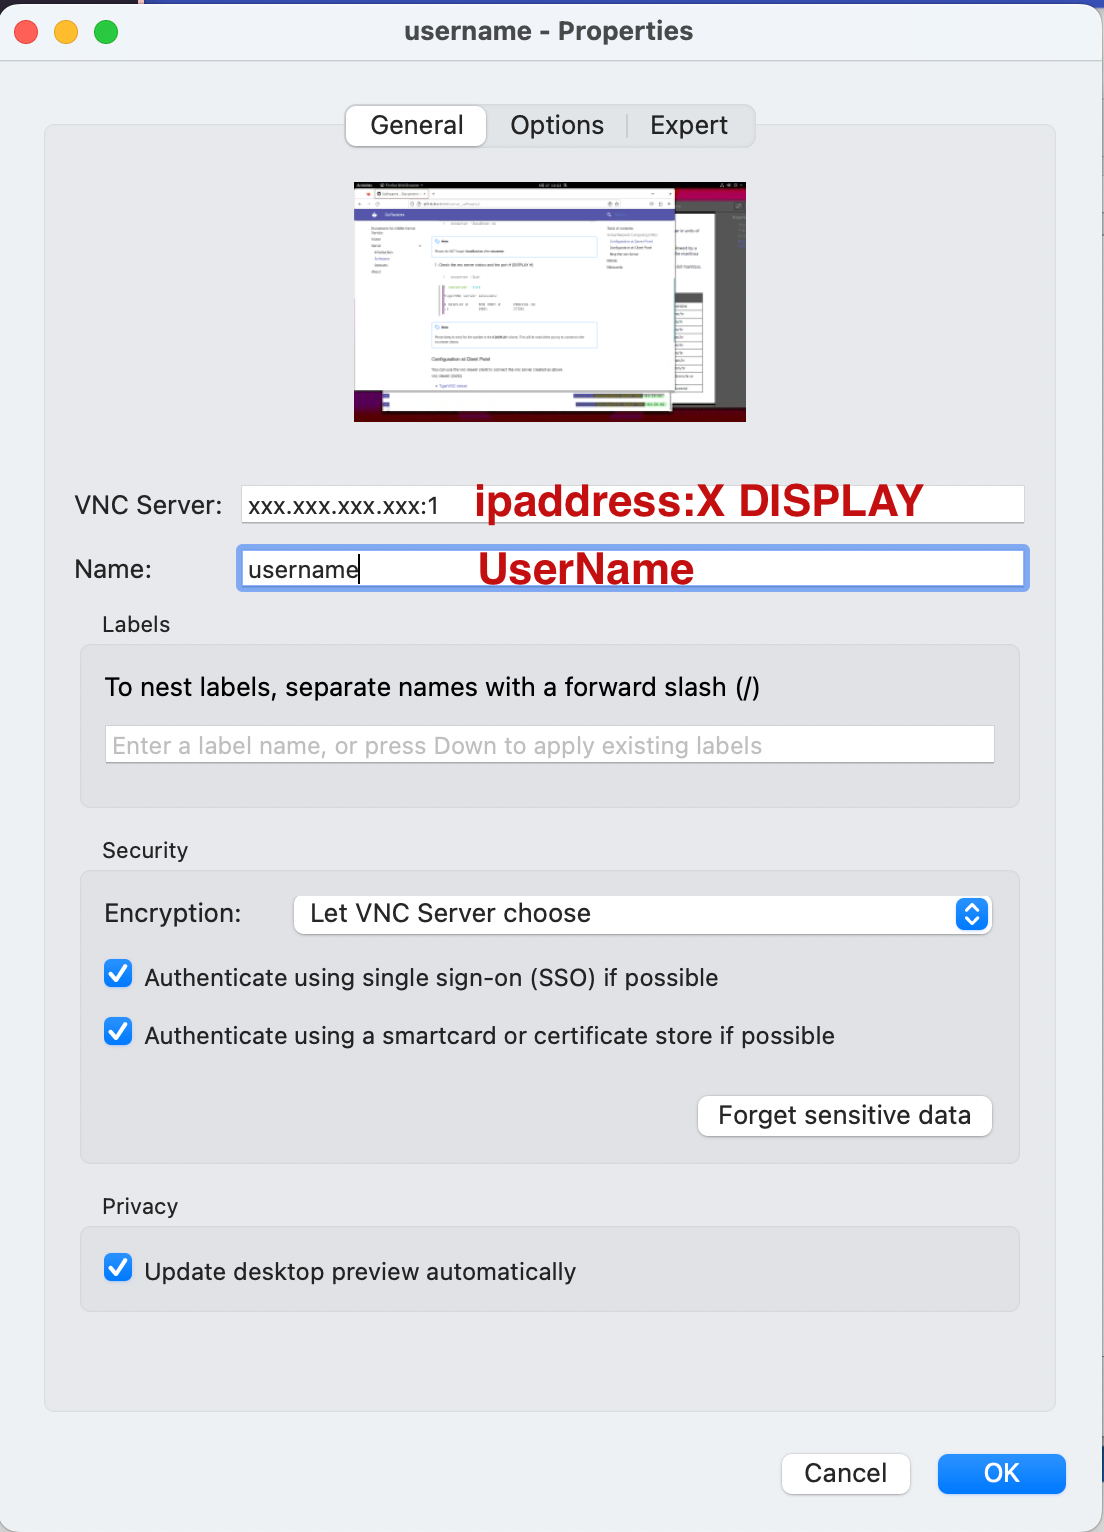 username - Properties
General Options Expert
VNC Server: xxx.xxx.xxx.xxx:1 ipaddress:X DISPLAY
Name: username UserName
Labels
To nest labels, separate names with a forward slash (/)
Enter a label name, or press Down to apply existing labels
Security
Encryption: Let VNC Server choose
Authenticate using single sign-on (SSO) if possible
Authenticate using a smartcard or certificate store if possible
Forget sensitive data
Privacy
Update desktop preview automatically
Cancel OK